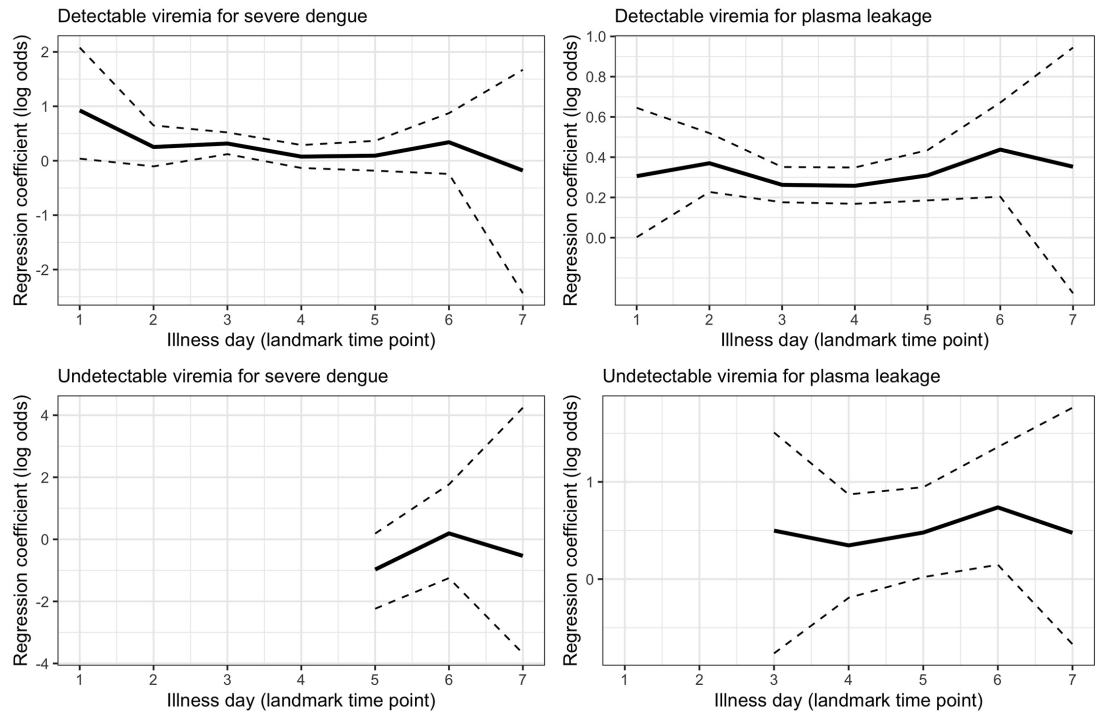 Detectable viremia for severe dengue
Regression coefficient (log odds)
2
1
0
-1
-2
1 2 3 4 5 6 7
Illness day (landmark time point)
Detectable viremia for plasma leakage
Regression coefficient (log odds)
1.0
0.8
0.6
0.4
0.2
0.0
1 2 3 4 5 6 7
Illness day (landmark time point)
Undetectable viremia for severe dengue
Regression coefficient (log odds)
4
2
0
-2
-4
1 2 3 4 5 6 7
Illness day (landmark time point)
Undetectable viremia for plasma leakage
Regression coefficient (log odds)
1
0
1 2 3 4 5 6 7
Illness day (landmark time point)